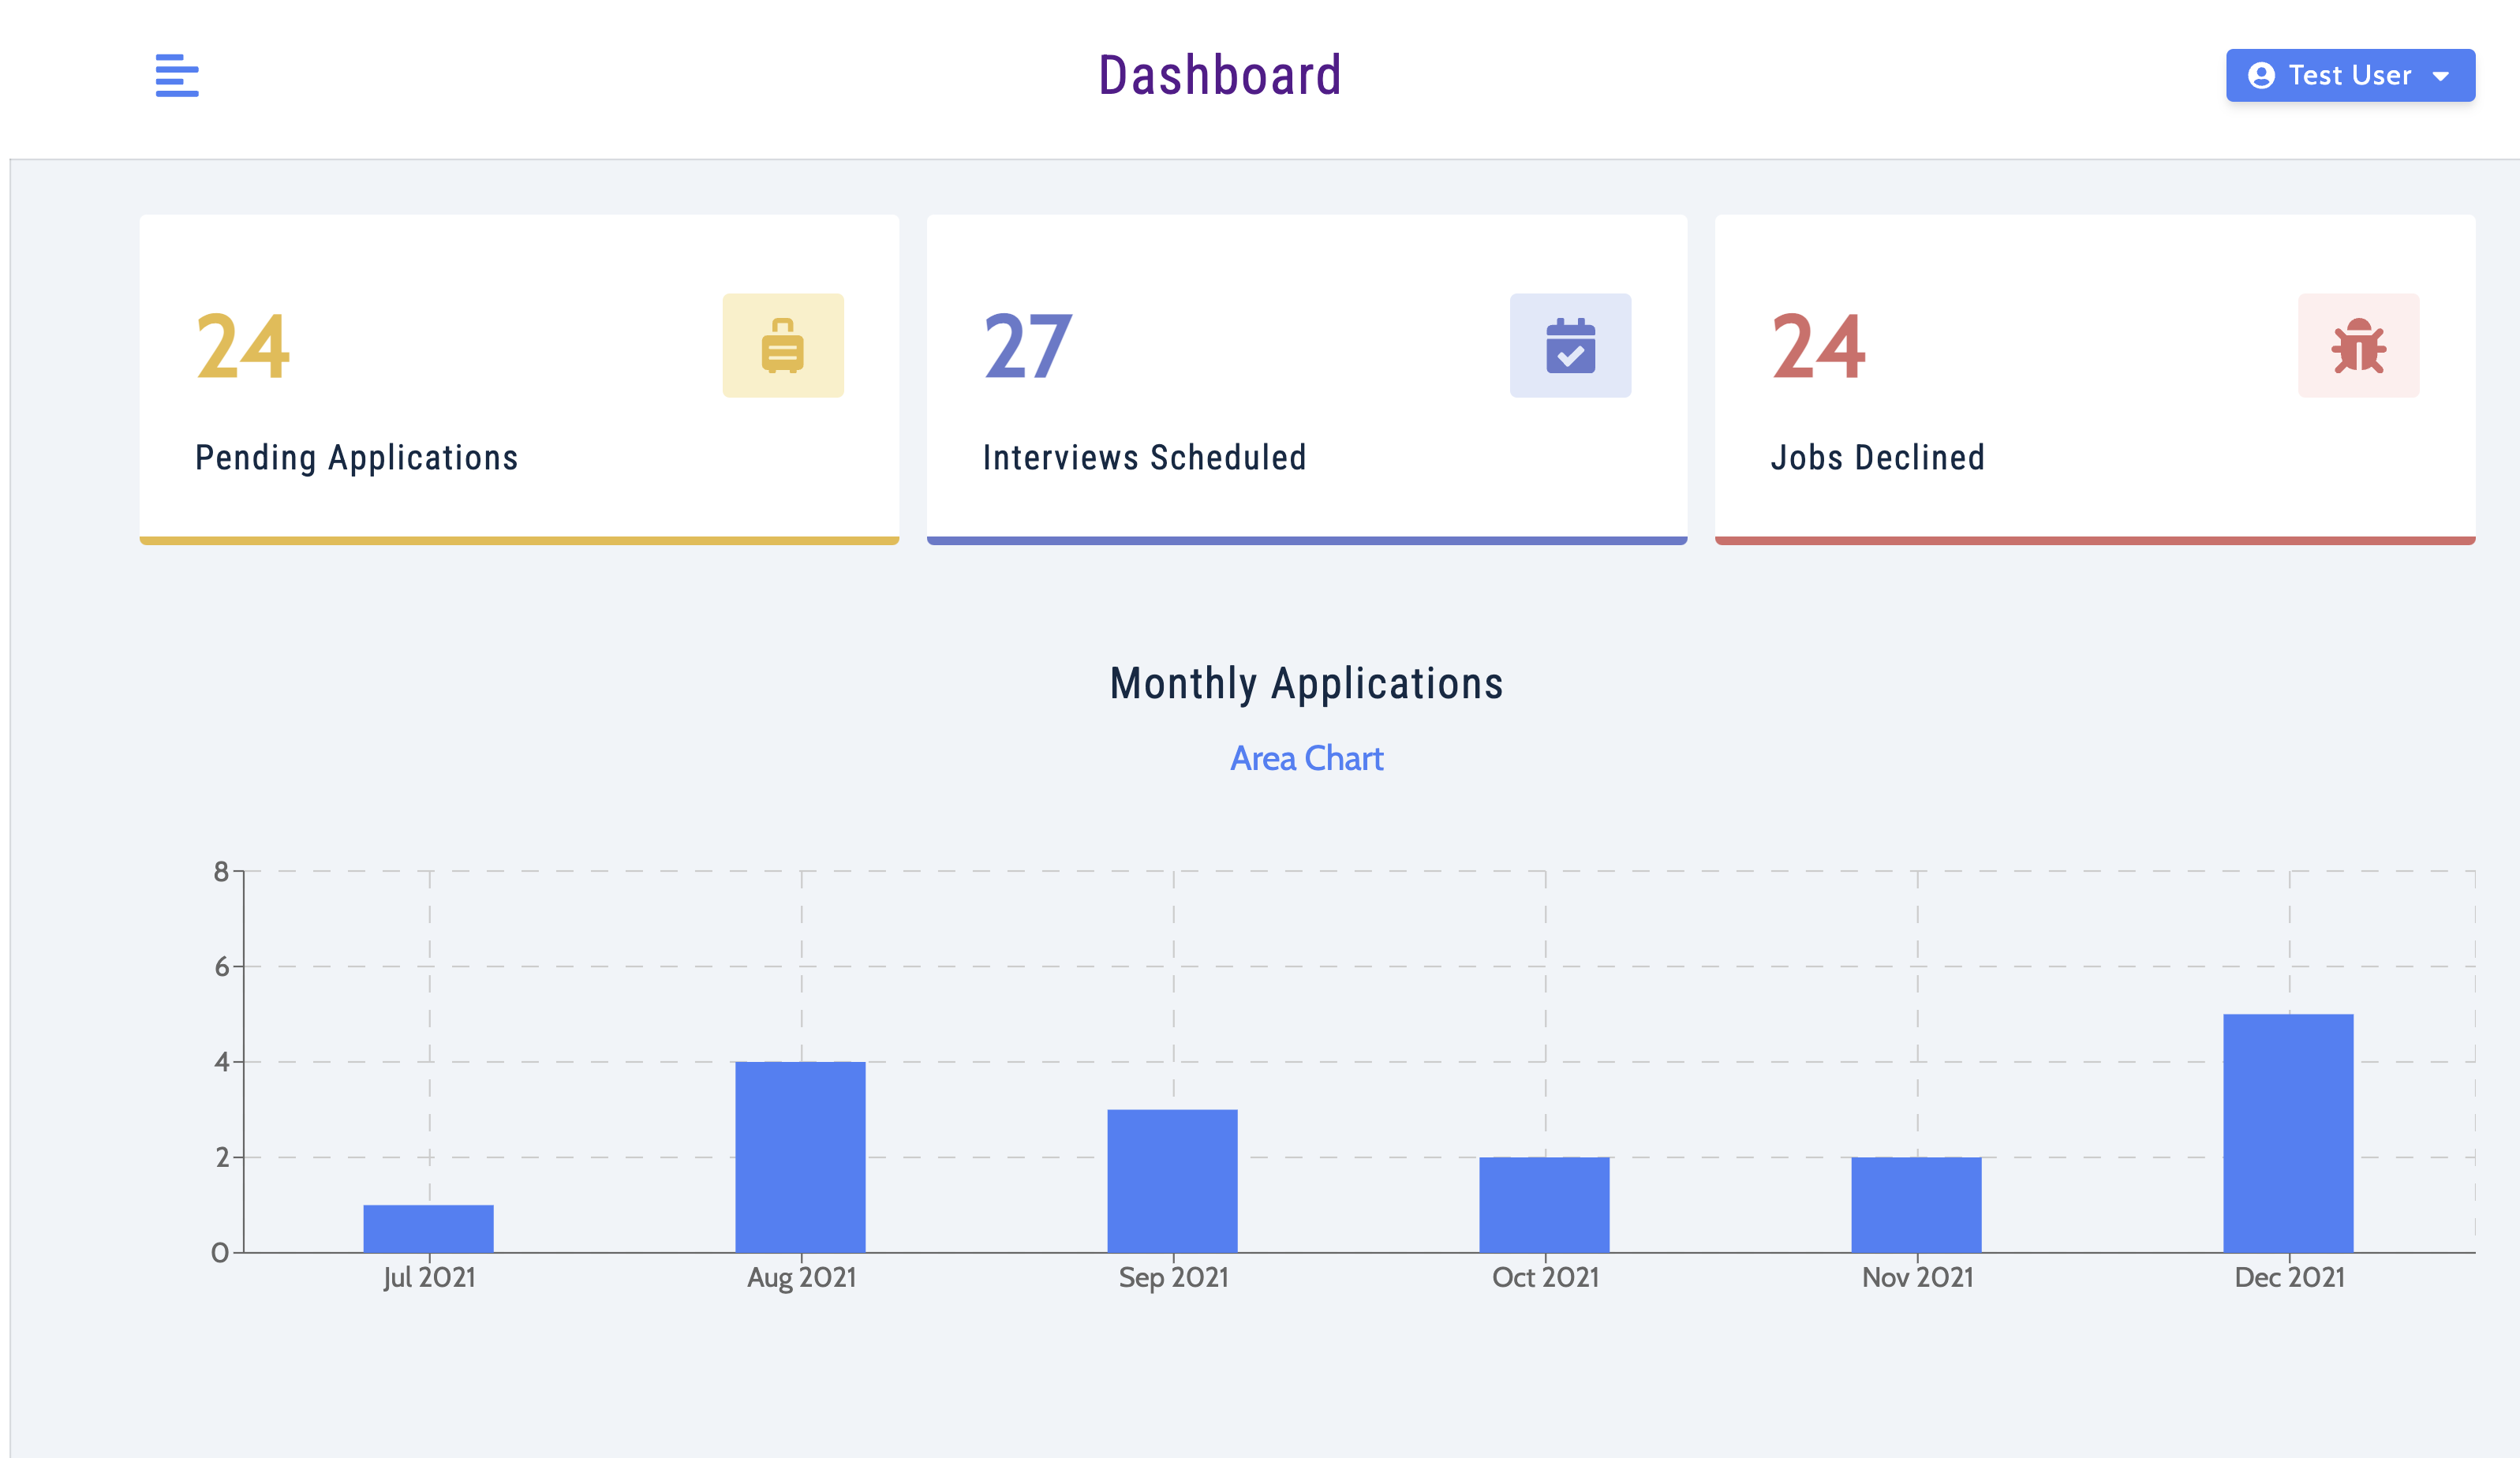 Dashboard
Test User
24
Pending Applications
27
Interviews Scheduled
24
Jobs Declined
Monthly Applications
Area Chart
8
6
4
2
0
Jul 2021 Aug 2021 Sep 2021 Oct 2021 Nov 2021 Dec 2021